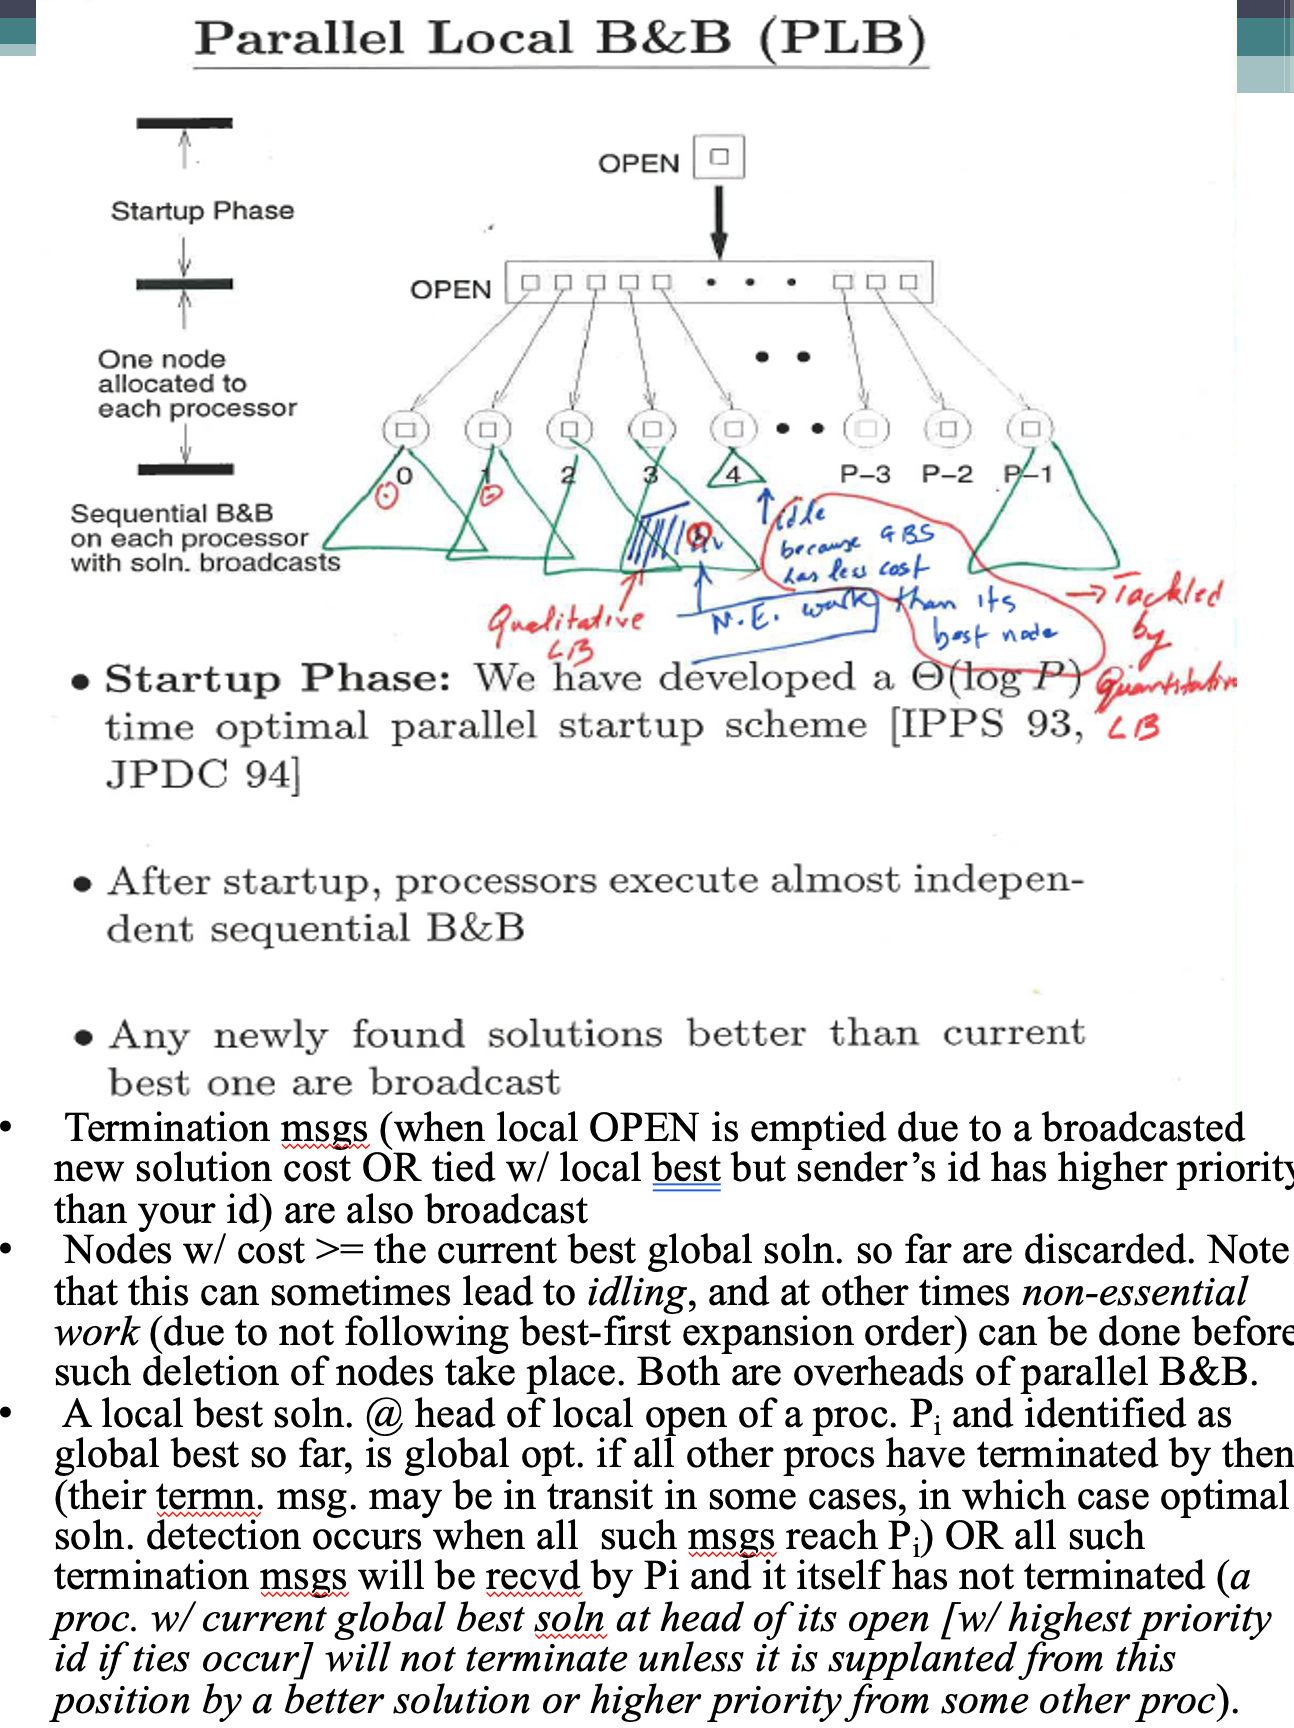 Parallel Local B&B (PLB)
OPEN
Startup Phase
OPEN
One node
allocated to
each processor
0 1 2 3 4 P-3 P-2 P-1
Sequential B&B
on each processor
with soln. broadcasts
idle
because GBS
has less cost
than its
best node
N.E. work
Qualitative
LB
→ Tackled
by
Quantitative
LB
• Startup Phase: We have developed a Θ(log P)
time optimal parallel startup scheme [IPPS 93,
JPDC 94]
• After startup, processors execute almost indepen-
dent sequential B&B
• Any newly found solutions better than current
best one are broadcast
• Termination msgs (when local OPEN is emptied due to a broadcasted
new solution cost OR tied w/ local best but sender’s id has higher priority
than your id) are also broadcast
• Nodes w/ cost >= the current best global soln. so far are discarded. Note
that this can sometimes lead to idling, and at other times non-essential
work (due to not following best-first expansion order) can be done before
such deletion of nodes take place. Both are overheads of parallel B&B.
• A local best soln. @ head of local open of a proc. Pi and identified as
global best so far, is global opt. if all other procs have terminated by then
(their termn. msg. may be in transit in some cases, in which case optimal
soln. detection occurs when all such msgs reach Pi) OR all such
termination msgs will be recvd by Pi and it itself has not terminated (a
proc. w/ current global best soln at head of its open [w/ highest priority
id if ties occur] will not terminate unless it is supplanted from this
position by a better solution or higher priority from some other proc).